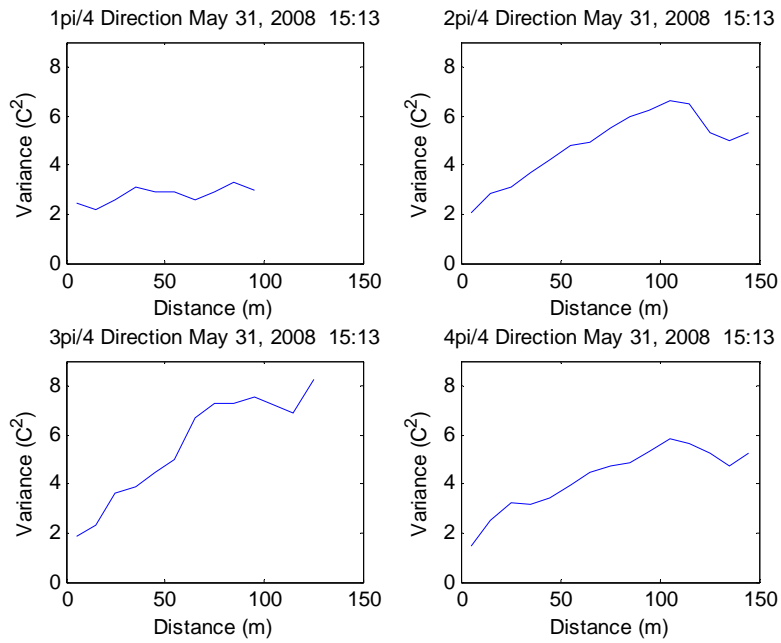 1pi/4 Direction May 31, 2008  15:13
8
6
4
2
0
0 50 100 150
Variance (C²)
Distance (m)
2pi/4 Direction May 31, 2008  15:13
8
6
4
2
0
0 50 100 150
Variance (C²)
Distance (m)
3pi/4 Direction May 31, 2008  15:13
8
6
4
2
0
0 50 100 150
Variance (C²)
Distance (m)
4pi/4 Direction May 31, 2008  15:13
8
6
4
2
0
0 50 100 150
Variance (C²)
Distance (m)